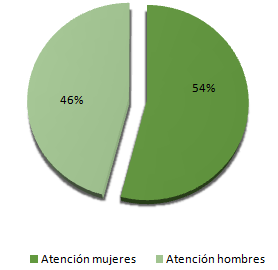 46%
54%
Atención mujeres
Atención hombres